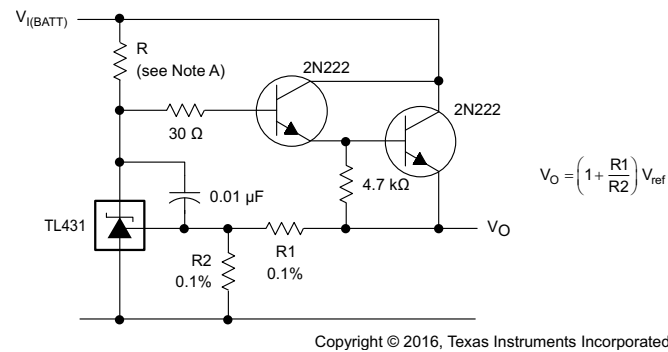 V_I(BATT)
R
(see Note A)
2N222
2N222
30 Ω
0.01 µF
4.7 kΩ
V_O = (1 + R1/R2) V_ref
TL431
V_O
R2
0.1%
R1
0.1%
Copyright © 2016, Texas Instruments Incorporated